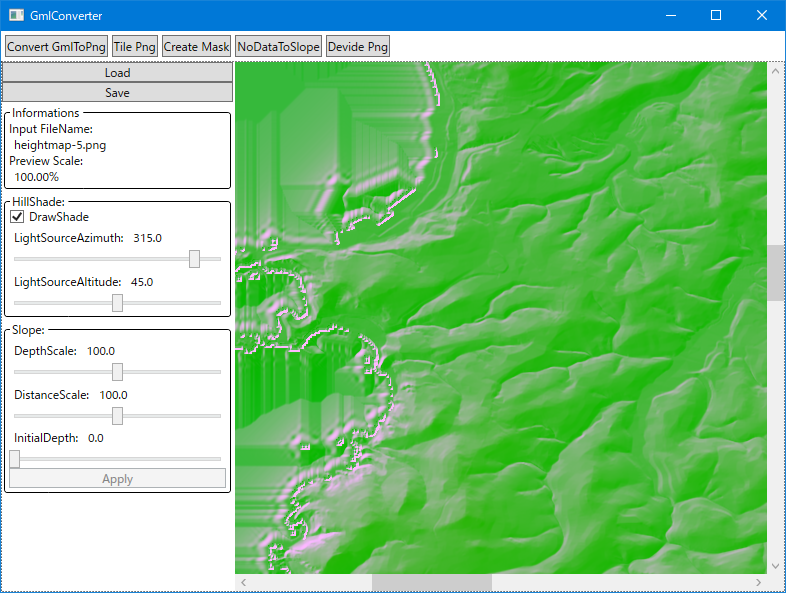 GmlConverter
Convert GmlToPng Tile Png Create Mask NoDataToSlope Devide Png
Load
Save
Informations
Input FileName:
heightmap-5.png
Preview Scale:
100.00%
HillShade:
DrawShade
LightSourceAzimuth: 315.0
LightSourceAltitude: 45.0
Slope:
DepthScale: 100.0
DistanceScale: 100.0
InitialDepth: 0.0
Apply